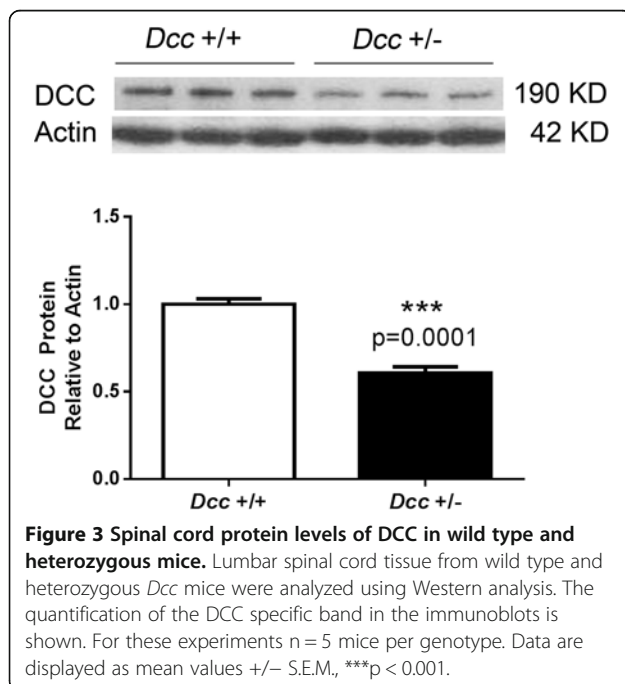 Dcc +/+ Dcc +/-
DCC 190 KD
Actin 42 KD
1.5
1.0
0.5
0.0
DCC Protein
Relative to Actin
***
p=0.0001
Dcc +/+ Dcc +/-
Figure 3 Spinal cord protein levels of DCC in wild type and
heterozygous mice. Lumbar spinal cord tissue from wild type and
heterozygous Dcc mice were analyzed using Western analysis. The
quantification of the DCC specific band in the immunoblots is
shown. For these experiments n = 5 mice per genotype. Data are
displayed as mean values +/− S.E.M., ***p < 0.001.